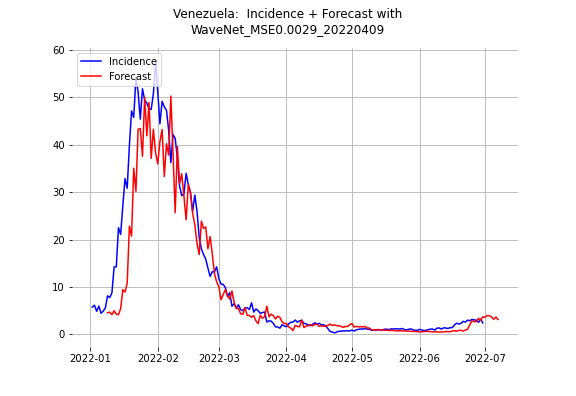 Venezuela:  Incidence + Forecast with
WaveNet_MSE0.0029_20220409
Incidence
Forecast
60
50
40
30
20
10
0
2022-01 2022-02 2022-03 2022-04 2022-05 2022-06 2022-07